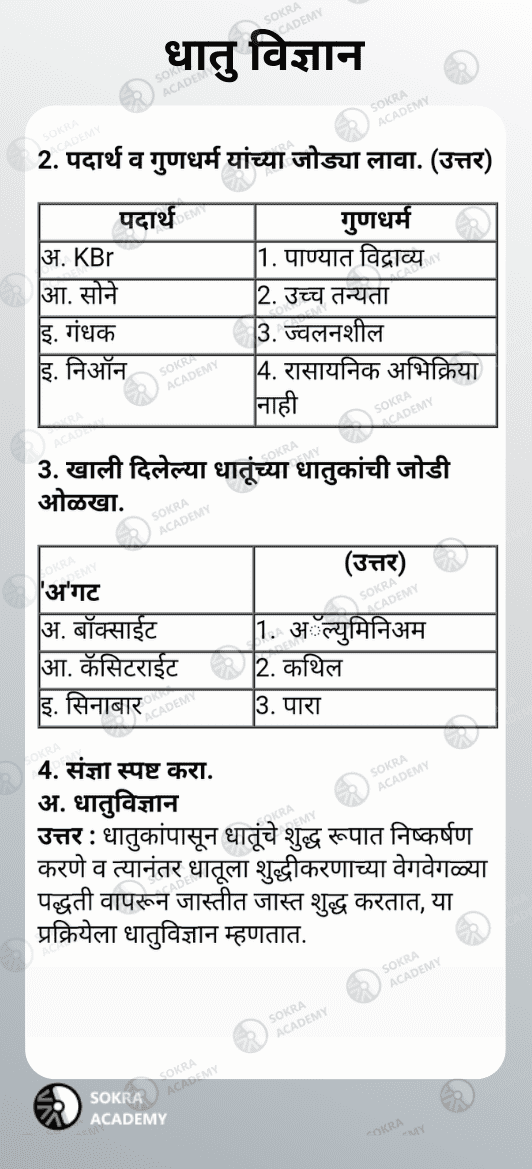 धातु विज्ञान
2. पदार्थ व गुणधर्म यांच्या जोड्या लावा. (उत्तर)
पदार्थ गुणधर्म
अ. KBr 1. पाण्यात विद्राव्य
आ. सोने 2. उच्च तन्यता
इ. गंधक 3. ज्वलनशील
इ. निऑन 4. रासायनिक अभिक्रिया
नाही
3. खाली दिलेल्या धातूंच्या धातुकांची जोडी
ओळखा.
(उत्तर)
'अ'गट
अ. बॉक्साईट 1. अॅल्युमिनिअम
आ. कॅसिटराईट 2. कथिल
इ. सिनाबार 3. पारा
4. संज्ञा स्पष्ट करा.
अ. धातुविज्ञान
उत्तर : धातुकांपासून धातूंचे शुद्ध रूपात निष्कर्षण
करणे व त्यानंतर धातूला शुद्धीकरणाच्या वेगवेगळ्या
पद्धती वापरून जास्तीत जास्त शुद्ध करतात, या
प्रक्रियेला धातुविज्ञान म्हणतात.
SOKRA
ACADEMY